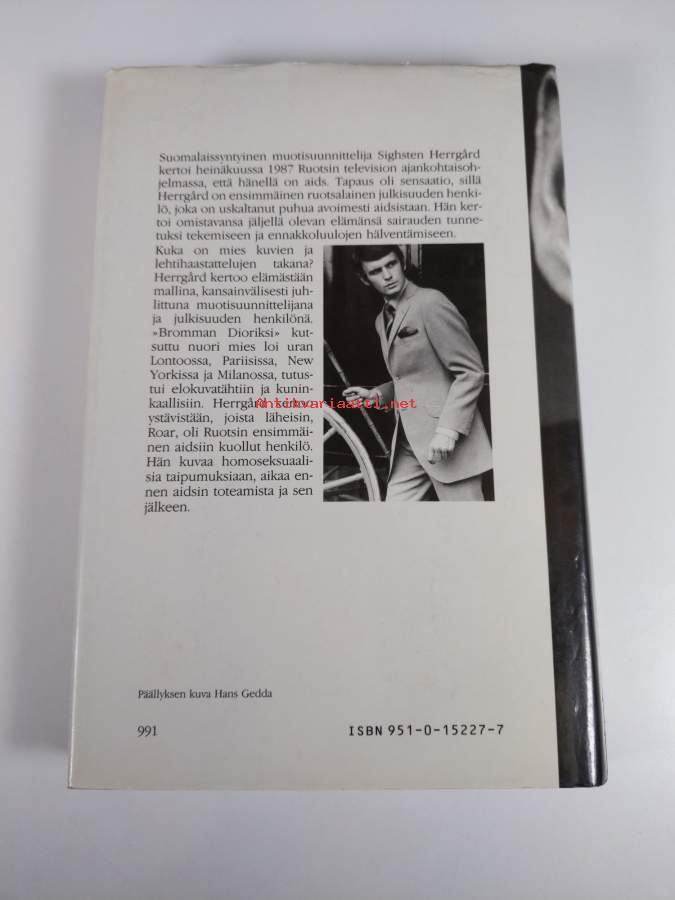 Suomalaissyntyinen muotisuunnittelija Sighsten Herrgård
kertoi heinäkuussa 1987 Ruotsin television ajankohtaisoh-
jelmassa, että hänellä on aids. Tapaus oli sensaatio, sillä
Herrgård on ensimmäinen ruotsalainen julkisuuden henki-
lö, joka on uskaltanut puhua avoimesti aidsistaan. Hän ker-
toi omistavansa jäljellä olevan elämänsä sairauden tunne-
tuksi tekemiseen ja ennakkoluulojen hälventämiseen.
Kuka on mies kuvien ja
lehtihaastattelujen takana?
Herrgård kertoo elämästään
mallina, kansainvälisesti juh-
littuna muotisuunnittelijana
ja julkisuuden henkilönä.
»Bromman Dioriksi» kut-
suttu nuori mies loi uran
Lontoossa, Pariisissa, New
Yorkissa ja Milanossa, tutus-
tui elokuvatähtiin ja kunin-
kaallisiin. Herrgård kertoo
Antikvariaatti.net
ystävistään, joista läheisin,
Roar, oli Ruotsin ensimmäi-
nen aidsiin kuollut henkilö.
Hän kuvaa homoseksuaali-
sia taipumuksiaan, aikaa en-
nen aidsin toteamista ja sen
jälkeen.
Päällyksen kuva Hans Gedda
991
ISBN 951-0-15227-7